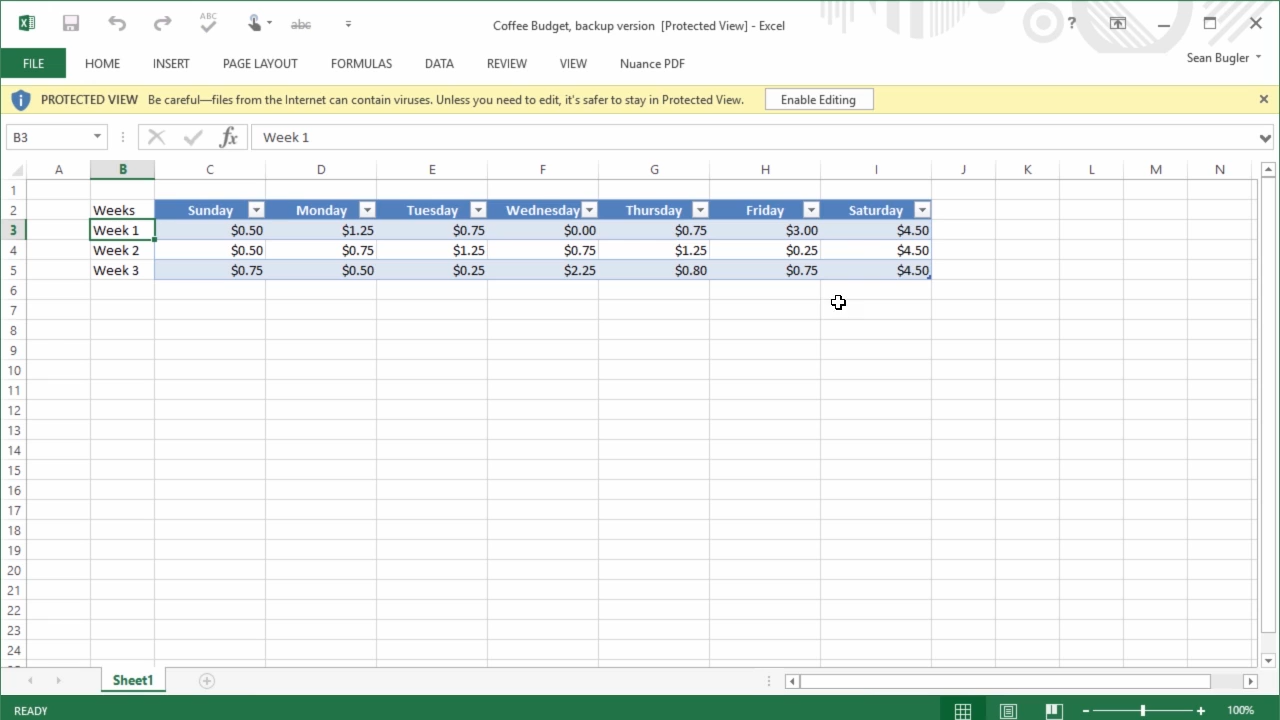 ABC abc Coffee Budget, backup version [Protected View] - Excel ?
FILE HOME INSERT PAGE LAYOUT FORMULAS DATA REVIEW VIEW Nuance PDF Sean Bugler
PROTECTED VIEW Be careful—files from the Internet can contain viruses. Unless you need to edit, it's safer to stay in Protected View. Enable Editing
B3 fx Week 1
A B C D E F G H I J K L M N
1
2 Weeks Sunday Monday Tuesday Wednesday Thursday Friday Saturday
3 Week 1 $0.50 $1.25 $0.75 $0.00 $0.75 $3.00 $4.50
4 Week 2 $0.50 $0.75 $1.25 $0.75 $1.25 $0.25 $4.50
5 Week 3 $0.75 $0.50 $0.25 $2.25 $0.80 $0.75 $4.50
6
7
8
9
10
11
12
13
14
15
16
17
18
19
20
21
22
23
24
Sheet1
READY 100%